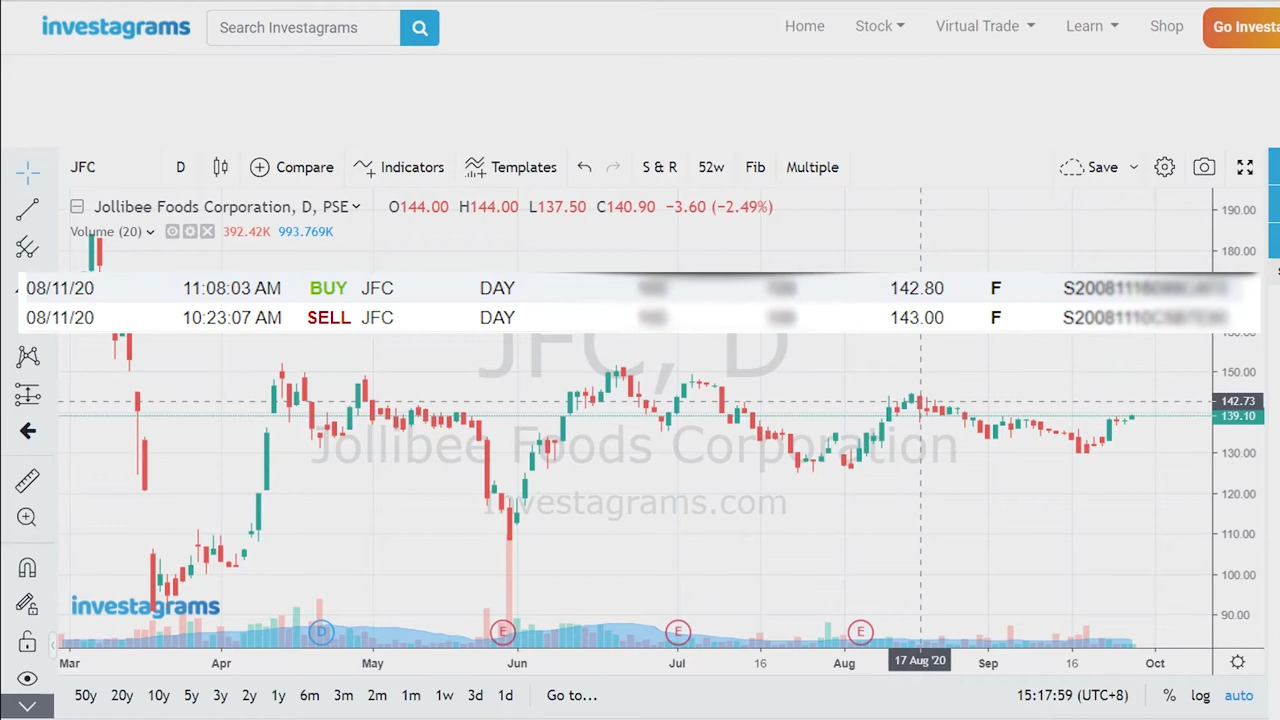 investagrams Search Investagrams Home Stock Virtual Trade Learn Shop Go Investa
JFC D Compare Indicators Templates S & R 52w Fib Multiple Save
Jollibee Foods Corporation, D, PSE O144.00 H144.00 L137.50 C140.90 −3.60 (−2.49%)
190.00
Volume (20) 392.42K 993.769K
180.00
08/11/20 11:08:03 AM BUY JFC DAY 142.80 F
08/11/20 10:23:07 AM SELL JFC DAY 143.00 F
160.00
JFC, D
150.00
142.73
139.10
Jollibee Foods Corporation
130.00
120.00
Investagrams.com
110.00
100.00
investagrams
90.00
D E E E
Mar Apr May Jun Jul 16 Aug 17 Aug '20 Sep 16 Oct
50y 20y 10y 5y 3y 2y 1y 6m 3m 2m 1m 1w 3d 1d Go to... 15:17:59 (UTC+8) % log auto